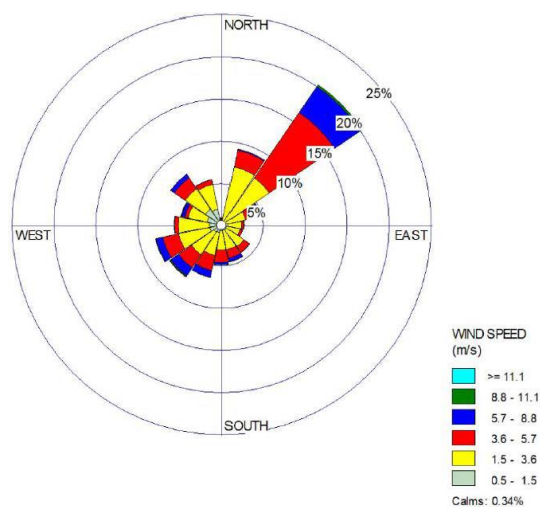 NORTH
25%
20%
15%
10%
5%
WEST
EAST
SOUTH
WIND SPEED
(m/s)
>= 11.1
8.8 - 11.1
5.7 - 8.8
3.6 - 5.7
1.5 - 3.6
0.5 - 1.5
Calms: 0.34%